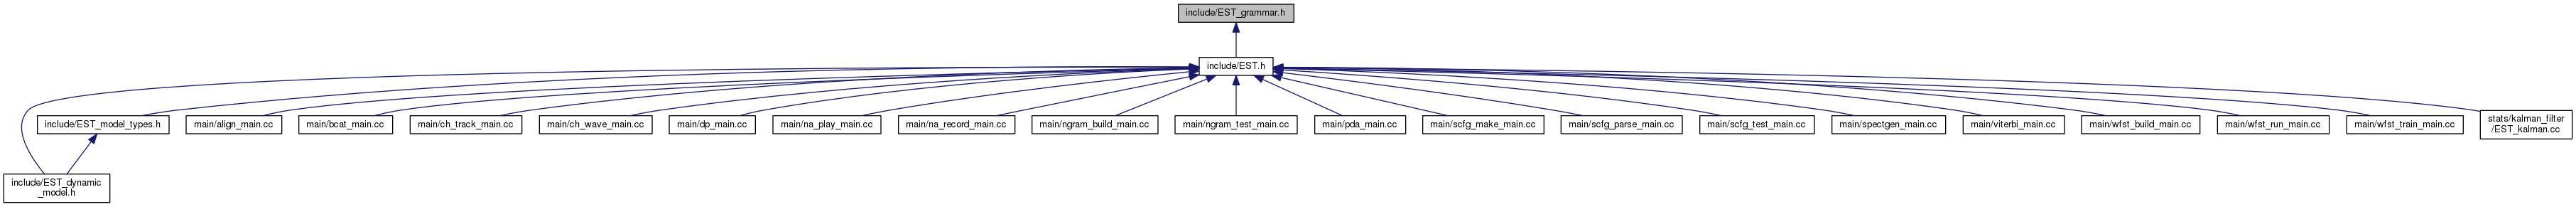 include/EST_grammar.h
include/EST.h
include/EST_model_types.h
main/align_main.cc
main/bcat_main.cc
main/ch_track_main.cc
main/ch_wave_main.cc
main/dp_main.cc
main/na_play_main.cc
main/na_record_main.cc
main/ngram_build_main.cc
main/ngram_test_main.cc
main/pda_main.cc
main/scfg_make_main.cc
main/scfg_parse_main.cc
main/scfg_test_main.cc
main/spectgen_main.cc
main/viterbi_main.cc
main/wfst_build_main.cc
main/wfst_run_main.cc
main/wfst_train_main.cc
stats/kalman_filter
/EST_kalman.cc
include/EST_dynamic
_model.h